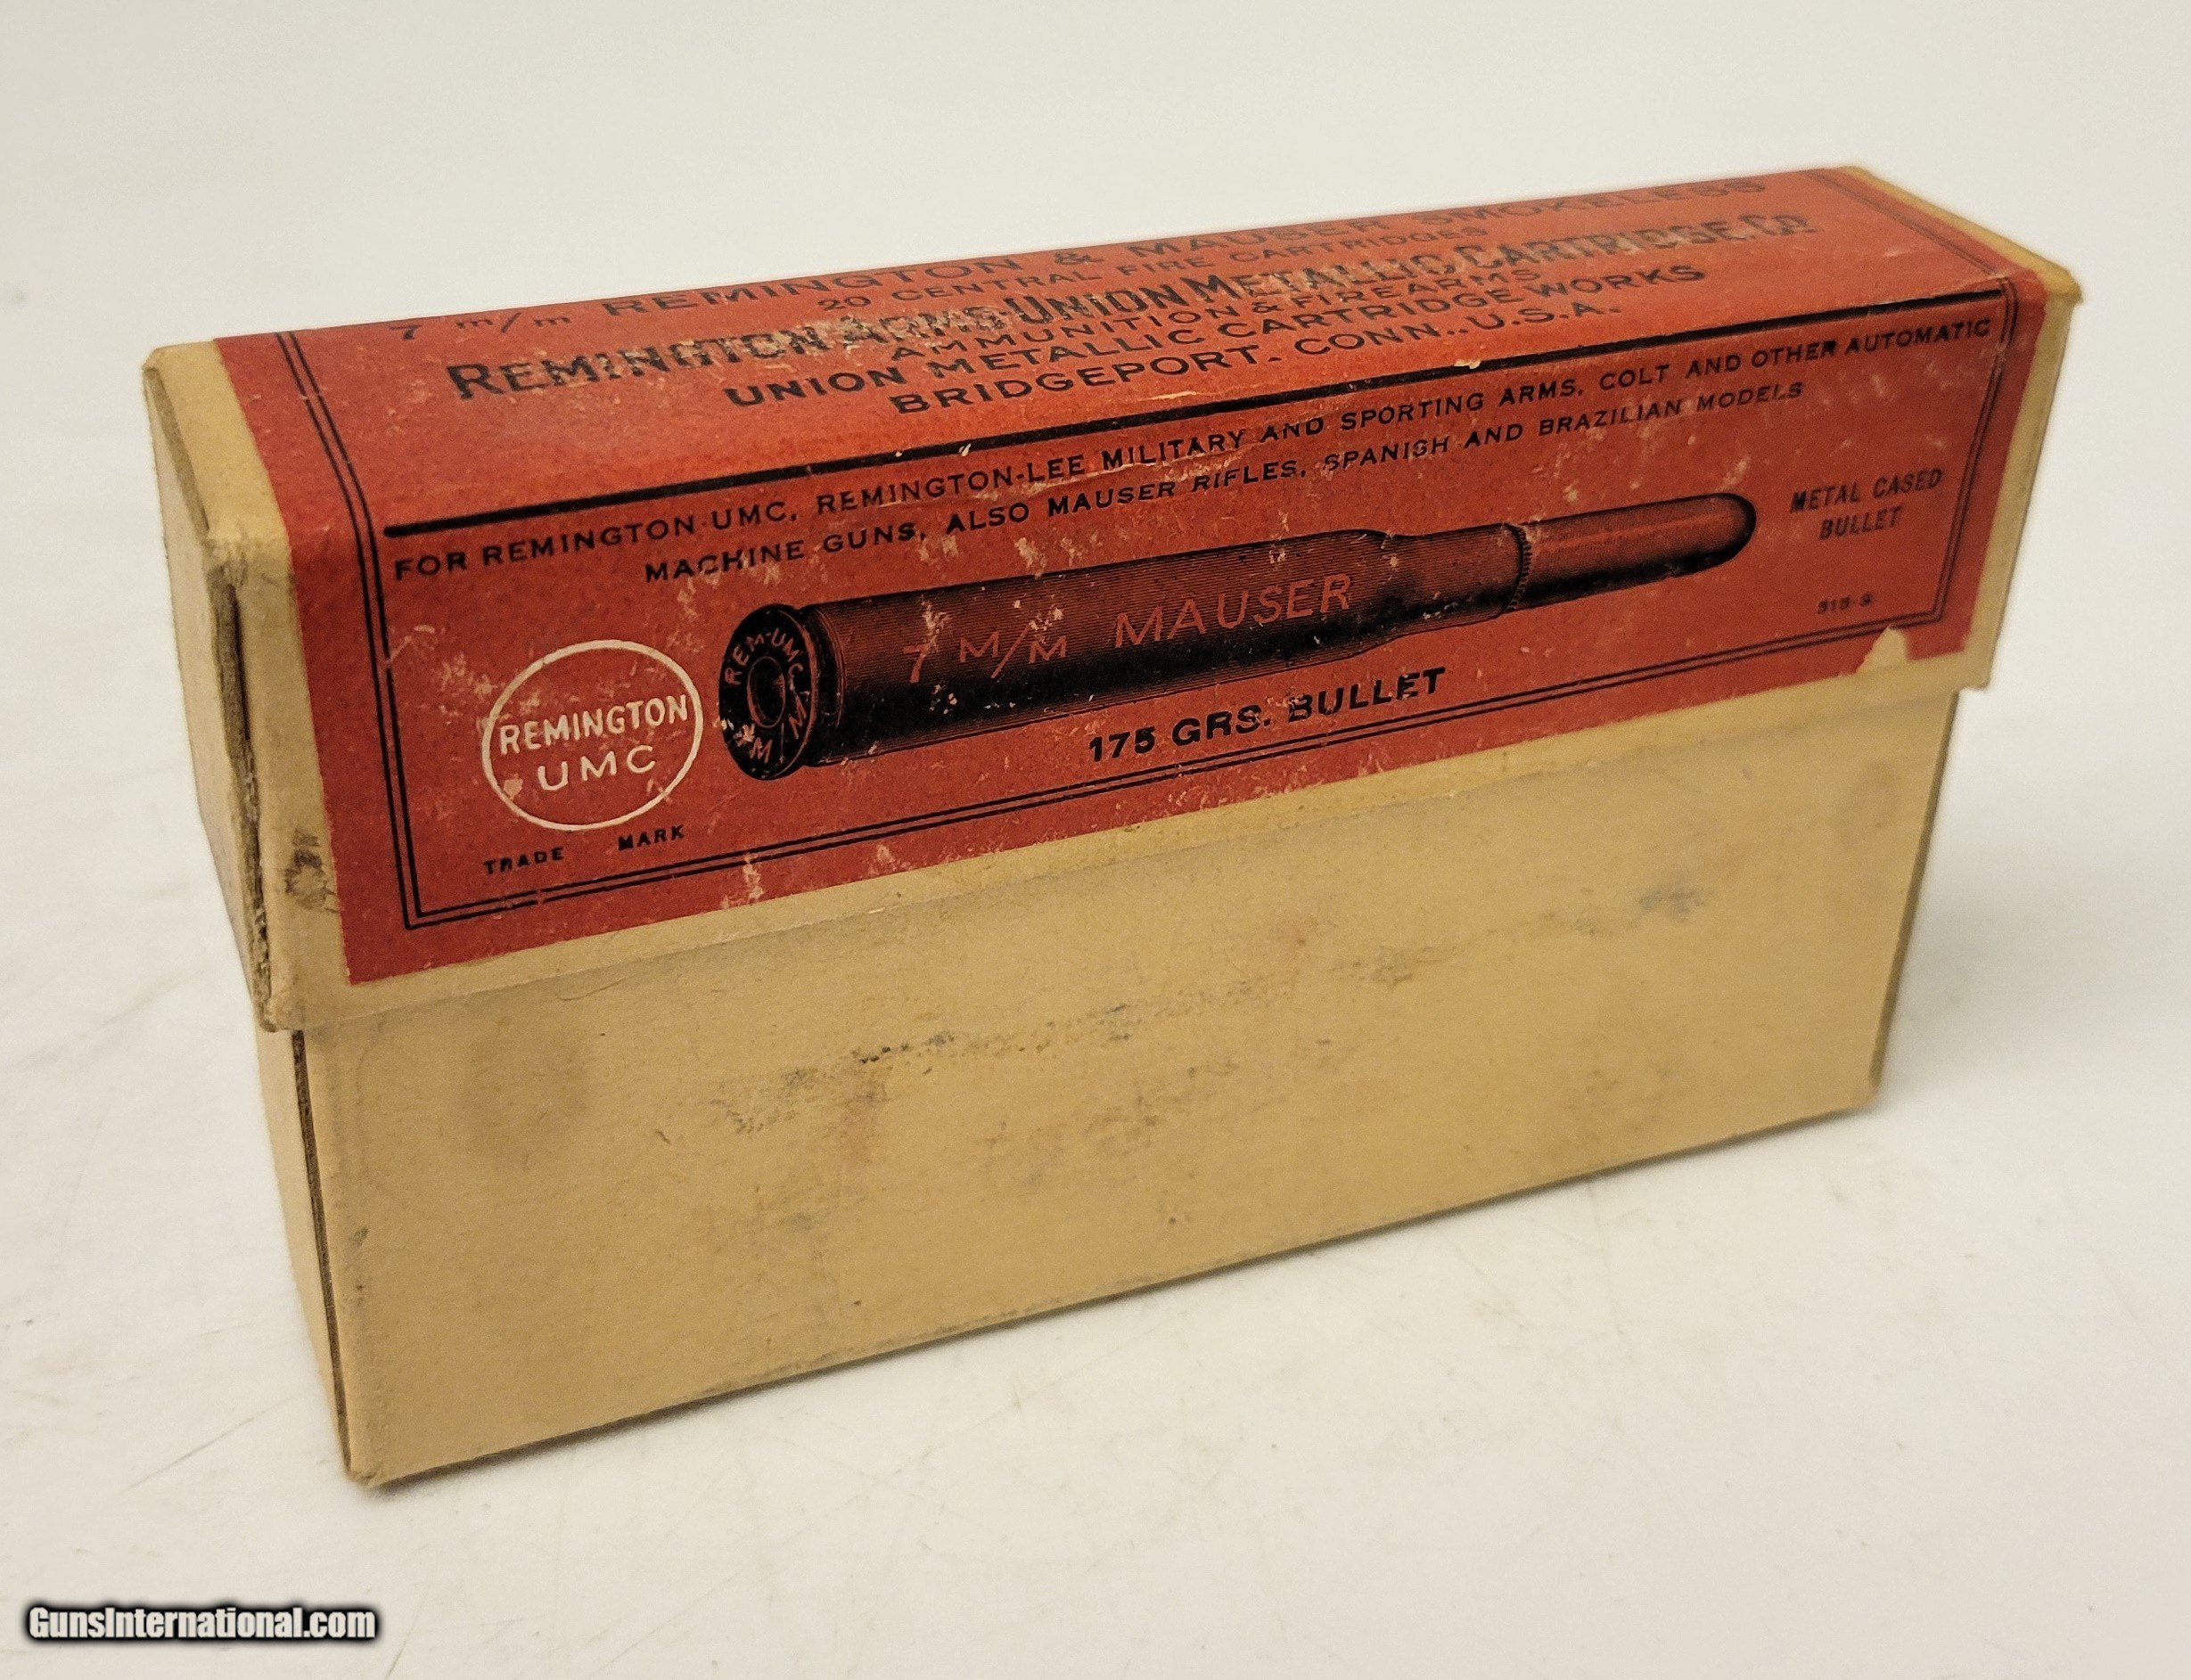 7 m/m REMINGTON & MAUSER SMOKELESS
20 CENTRAL FIRE CARTRIDGES
REMINGTON ARMS-UNION METALLIC CARTRIDGE CO.
AMMUNITION & FIREARMS
UNION METALLIC CARTRIDGE WORKS
BRIDGEPORT. CONN., U.S.A.
FOR REMINGTON-UMC, REMINGTON-LEE MILITARY AND SPORTING ARMS, COLT AND OTHER AUTOMATIC
MACHINE GUNS, ALSO MAUSER RIFLES, SPANISH AND BRAZILIAN MODELS
METAL CASED
BULLET
7 M/M MAUSER
REM-UMC
7 M/M
175 GRS. BULLET
REMINGTON
UMC
TRADE MARK
GunsInternational.com